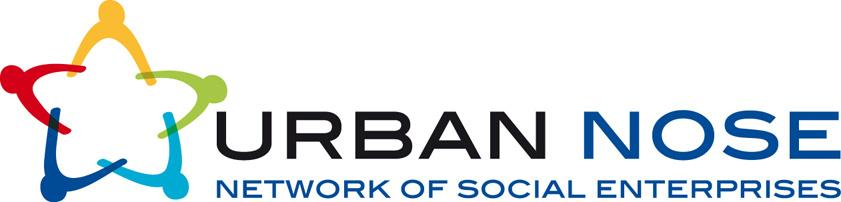 URBAN NOSE
NETWORK OF SOCIAL ENTERPRISES